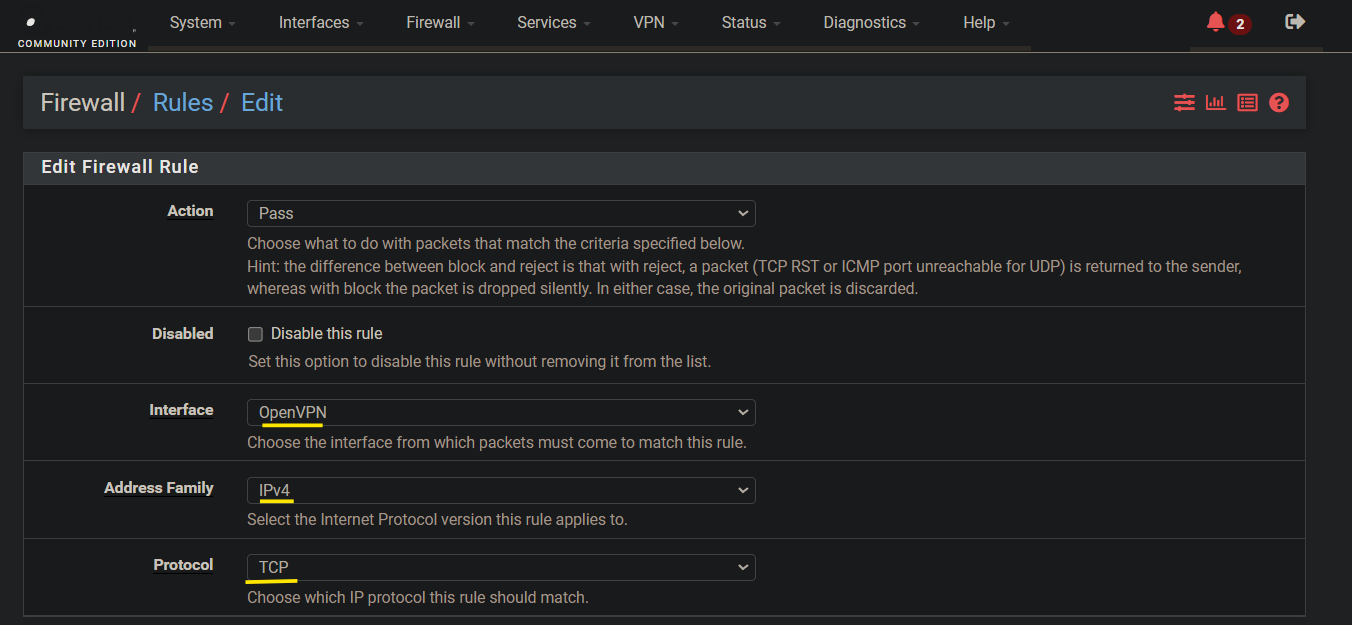 System Interfaces Firewall Services VPN Status Diagnostics Help 2
COMMUNITY EDITION
Firewall / Rules / Edit
Edit Firewall Rule
Action Pass
Choose what to do with packets that match the criteria specified below.
Hint: the difference between block and reject is that with reject, a packet (TCP RST or ICMP port unreachable for UDP) is returned to the sender,
whereas with block the packet is dropped silently. In either case, the original packet is discarded.
Disabled Disable this rule
Set this option to disable this rule without removing it from the list.
Interface OpenVPN
Choose the interface from which packets must come to match this rule.
Address Family IPv4
Select the Internet Protocol version this rule applies to.
Protocol TCP
Choose which IP protocol this rule should match.